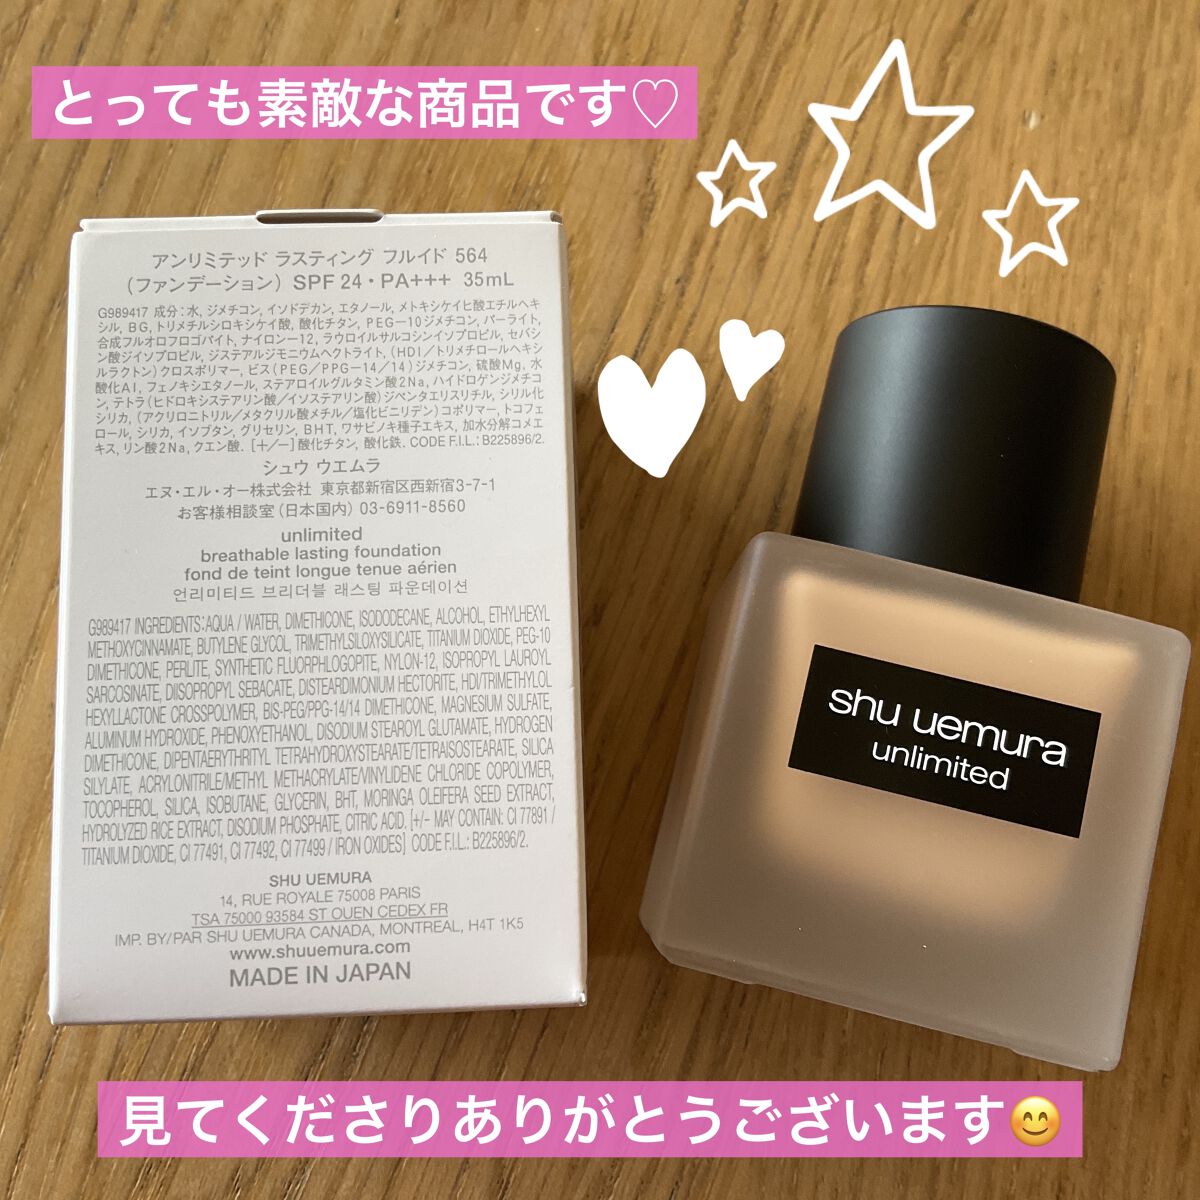 とっても素敵な商品です♡
アンリミテッド ラスティング フルイド 564
(ファンデーション) SPF 24・PA+++ 35mL
G989417 成分:水, ジメチコン, イソドデカン, エタノール, メトキシケイヒ酸エチルヘキ
シル, BG, トリメチルシロキシケイ酸, 酸化チタン, PEG-10ジメチコン, パーライト,
合成フルオロフロゴパイト, ナイロン-12, ラウロイルサルコシンイソプロピル, セバシ
ン酸ジイソプロピル, ジステアルジモニウムヘクトライト, (HDI/トリメチロールヘキシ
ルラクトン)クロスポリマー, ビス(PEG/PPG-14/14)ジメチコン, 硫酸Mg, 水
酸化Al, フェノキシエタノール, ステアロイルグルタミン酸2Na, ハイドロゲンジメチコ
ン, テトラ(ヒドロキシステアリン酸/イソステアリン酸)ジペンタエリスチル, シリル化
シリカ, (アクリロニトリル/メタクリル酸メチル/塩化ビニリデン)コポリマー, トコフェ
ロール, シリカ, イソブタン, グリセリン, BHT, ワサビノキ種子エキス, 加水分解コメエ
キス, リン酸2Na, クエン酸. [+/-]酸化チタン, 酸化鉄. CODE F.I.L.: B225896/2.
シュウ ウエムラ
エヌ・エル・オー株式会社 東京都新宿区西新宿3-7-1
お客様相談室(日本国内) 03-6911-8560
unlimited
breathable lasting foundation
fond de teint longue tenue aérien
언리미티드 브리더블 래스팅 파운데이션
G989417 INGREDIENTS: AQUA / WATER, DIMETHICONE, ISODODECANE, ALCOHOL, ETHYLHEXYL
METHOXYCINNAMATE, BUTYLENE GLYCOL, TRIMETHYLSILOXYSILICATE, TITANIUM DIOXIDE, PEG-10
DIMETHICONE, PERLITE, SYNTHETIC FLUORPHLOGOPITE, NYLON-12, ISOPROPYL LAUROYL
SARCOSINATE, DIISOPROPYL SEBACATE, DISTEARDIMONIUM HECTORITE, HDI/TRIMETHYLOL
HEXYLLACTONE CROSSPOLYMER, BIS-PEG/PPG-14/14 DIMETHICONE, MAGNESIUM SULFATE,
ALUMINUM HYDROXIDE, PHENOXYETHANOL, DISODIUM STEAROYL GLUTAMATE, HYDROGEN
DIMETHICONE, DIPENTAERYTHRITYL TETRAHYDROXYSTEARATE/TETRAISOSTEARATE, SILICA
SILYLATE, ACRYLONITRILE/METHYL METHACRYLATE/VINYLIDENE CHLORIDE COPOLYMER,
TOCOPHEROL, SILICA, ISOBUTANE, GLYCERIN, BHT, MORINGA OLEIFERA SEED EXTRACT,
HYDROLYZED RICE EXTRACT, DISODIUM PHOSPHATE, CITRIC ACID. [+/- MAY CONTAIN: CI 77891 /
TITANIUM DIOXIDE, CI 77491, CI 77492, CI 77499 / IRON OXIDES] CODE F.I.L.: B225896/2.
SHU UEMURA
14, RUE ROYALE 75008 PARIS
TSA 75000 93584 ST OUEN CEDEX FR
IMP. BY/PAR SHU UEMURA CANADA, MONTREAL, H4T 1K5
www.shuuemura.com
MADE IN JAPAN
shu uemura
unlimited
見てくださりありがとうございます😊